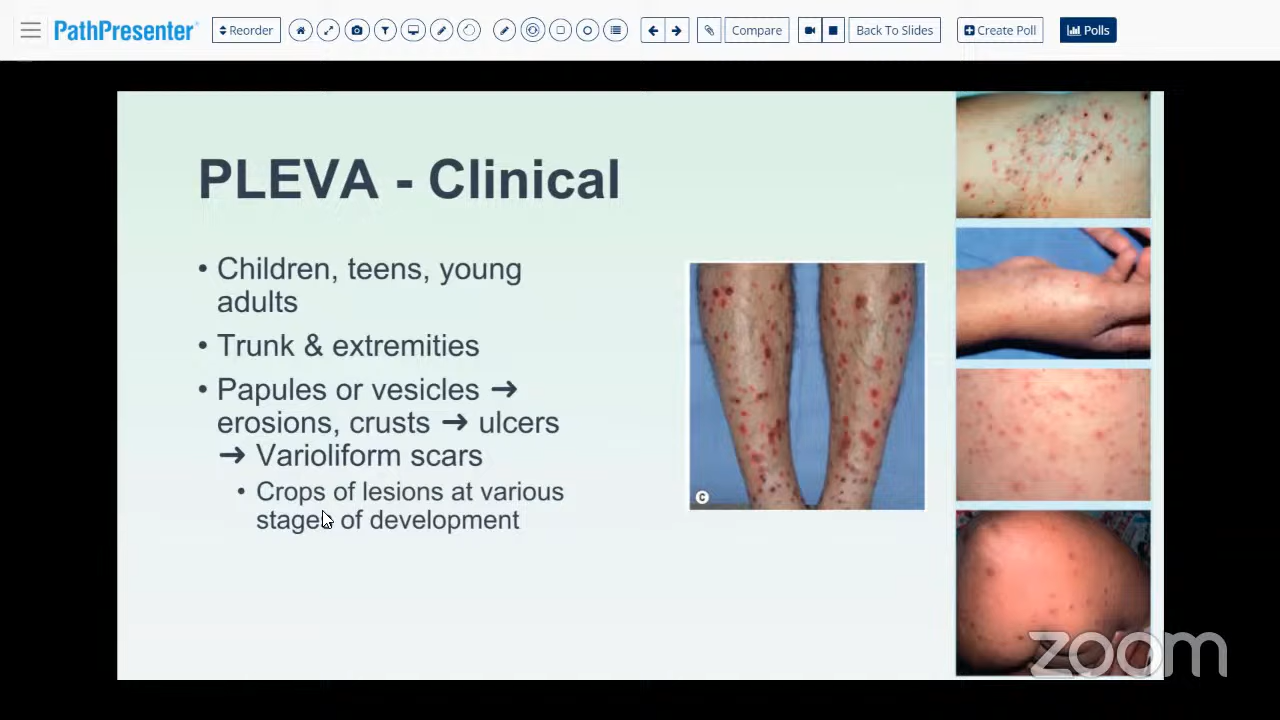 PathPresenter
Reorder
Compare
Back To Slides
Create Poll
Polls
PLEVA - Clinical
• Children, teens, young
adults
• Trunk & extremities
• Papules or vesicles ➔
erosions, crusts ➔ ulcers
➔ Varioliform scars
• Crops of lesions at various
stages of development
C
zoom